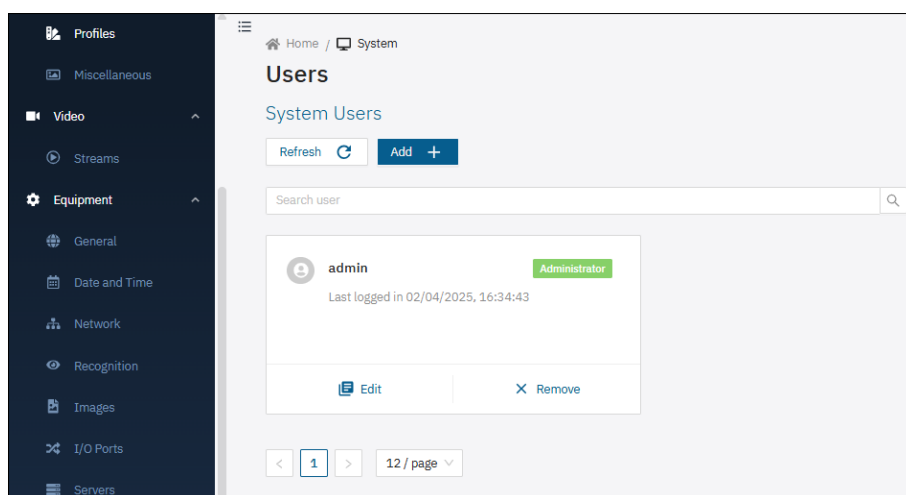 Profiles
Miscellaneous
Video
Streams
Equipment
General
Date and Time
Network
Recognition
Images
I/O Ports
Servers
Home / System
Users
System Users
Refresh
Add
Search user
admin
Administrator
Last logged in 02/04/2025, 16:34:43
Edit
Remove
< 1 > 12 / page